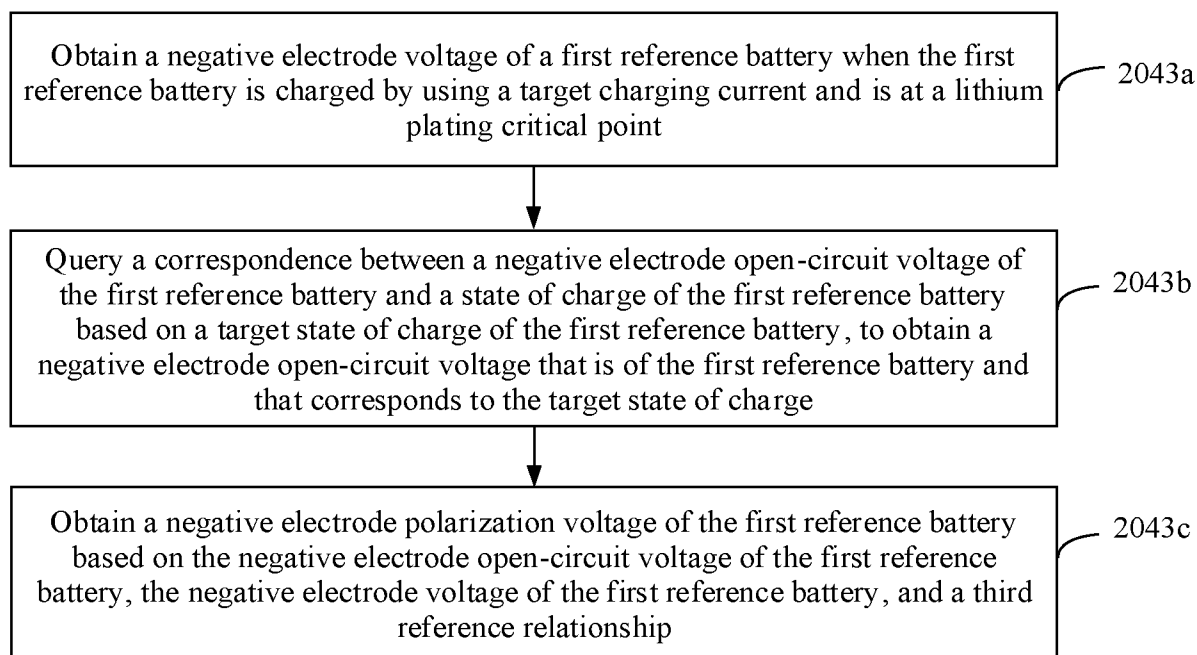 Obtain a negative electrode voltage of a first reference battery when the first
reference battery is charged by using a target charging current and is at a lithium
plating critical point
2043a
Query a correspondence between a negative electrode open-circuit voltage of
the first reference battery and a state of charge of the first reference battery
based on a target state of charge of the first reference battery, to obtain a
negative electrode open-circuit voltage that is of the first reference battery and
that corresponds to the target state of charge
2043b
Obtain a negative electrode polarization voltage of the first reference battery
based on the negative electrode open-circuit voltage of the first reference
battery, the negative electrode voltage of the first reference battery, and a third
reference relationship
2043c